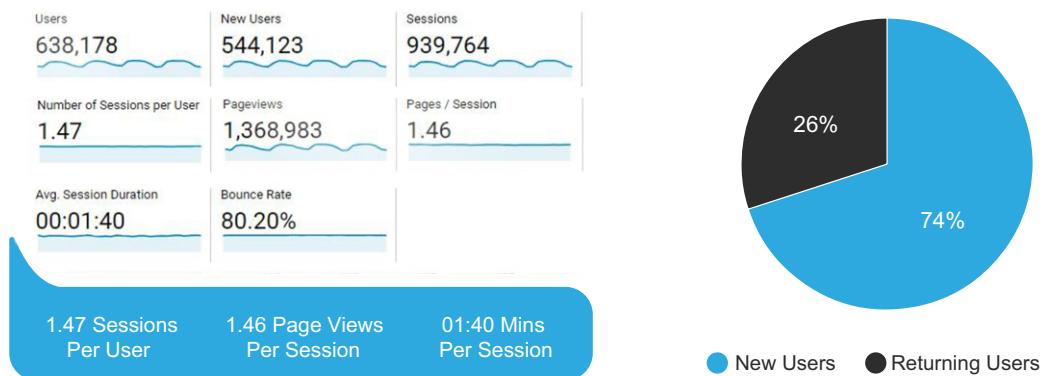 Users
638,178
New Users
544,123
Sessions
939,764
Number of Sessions per User
1.47
Pageviews
1,368,983
Pages / Session
1.46
Avg. Session Duration
00:01:40
Bounce Rate
80.20%
1.47 Sessions
Per User
1.46 Page Views
Per Session
01:40 Mins
Per Session
26%
74%
New Users
Returning Users